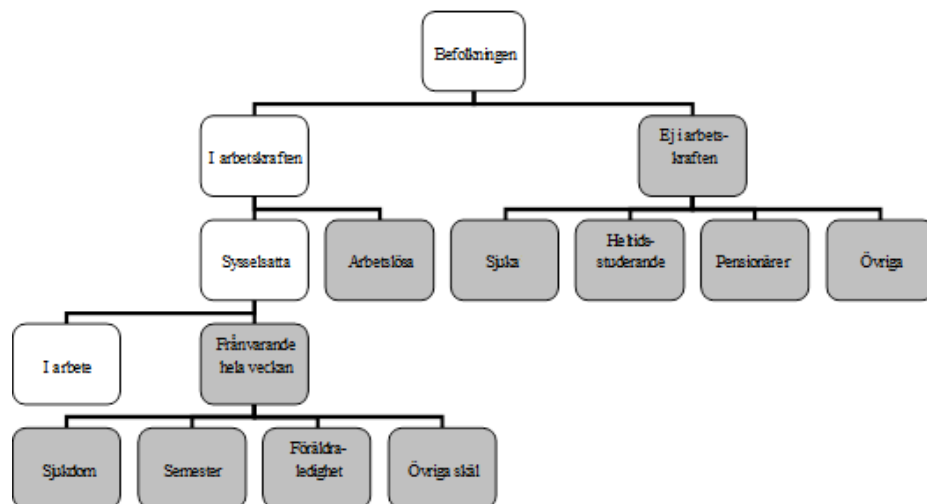 Befolkningen
I arbetskraften
Ej i arbets-
kraften
Sysselsatta
Arbetslösa
Sjuka
Heltids-
studerande
Pensionärer
Övriga
I arbete
Frånvarande
hela veckan
Sjukdom
Semester
Föräldra-
ledighet
Övriga skäl